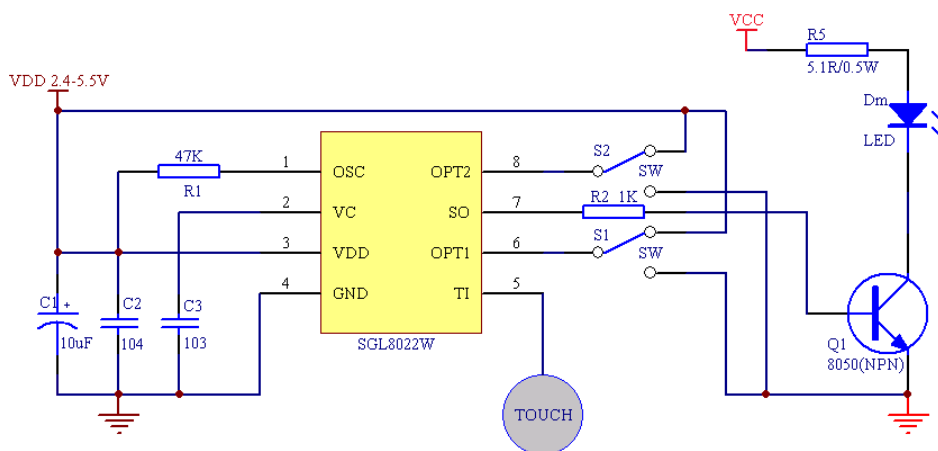 VCC
R5
5.1R/0.5W
VDD 2.4-5.5V
Dm
LED
47K
R1
1
OSC
OPT2
8
S2
SW
2
VC
SO
7
R2 1K
3
VDD
OPT1
6
S1
SW
4
GND
TI
5
C1 +
10uF
C2
104
C3
103
SGL8022W
Q1
8050(NPN)
TOUCH